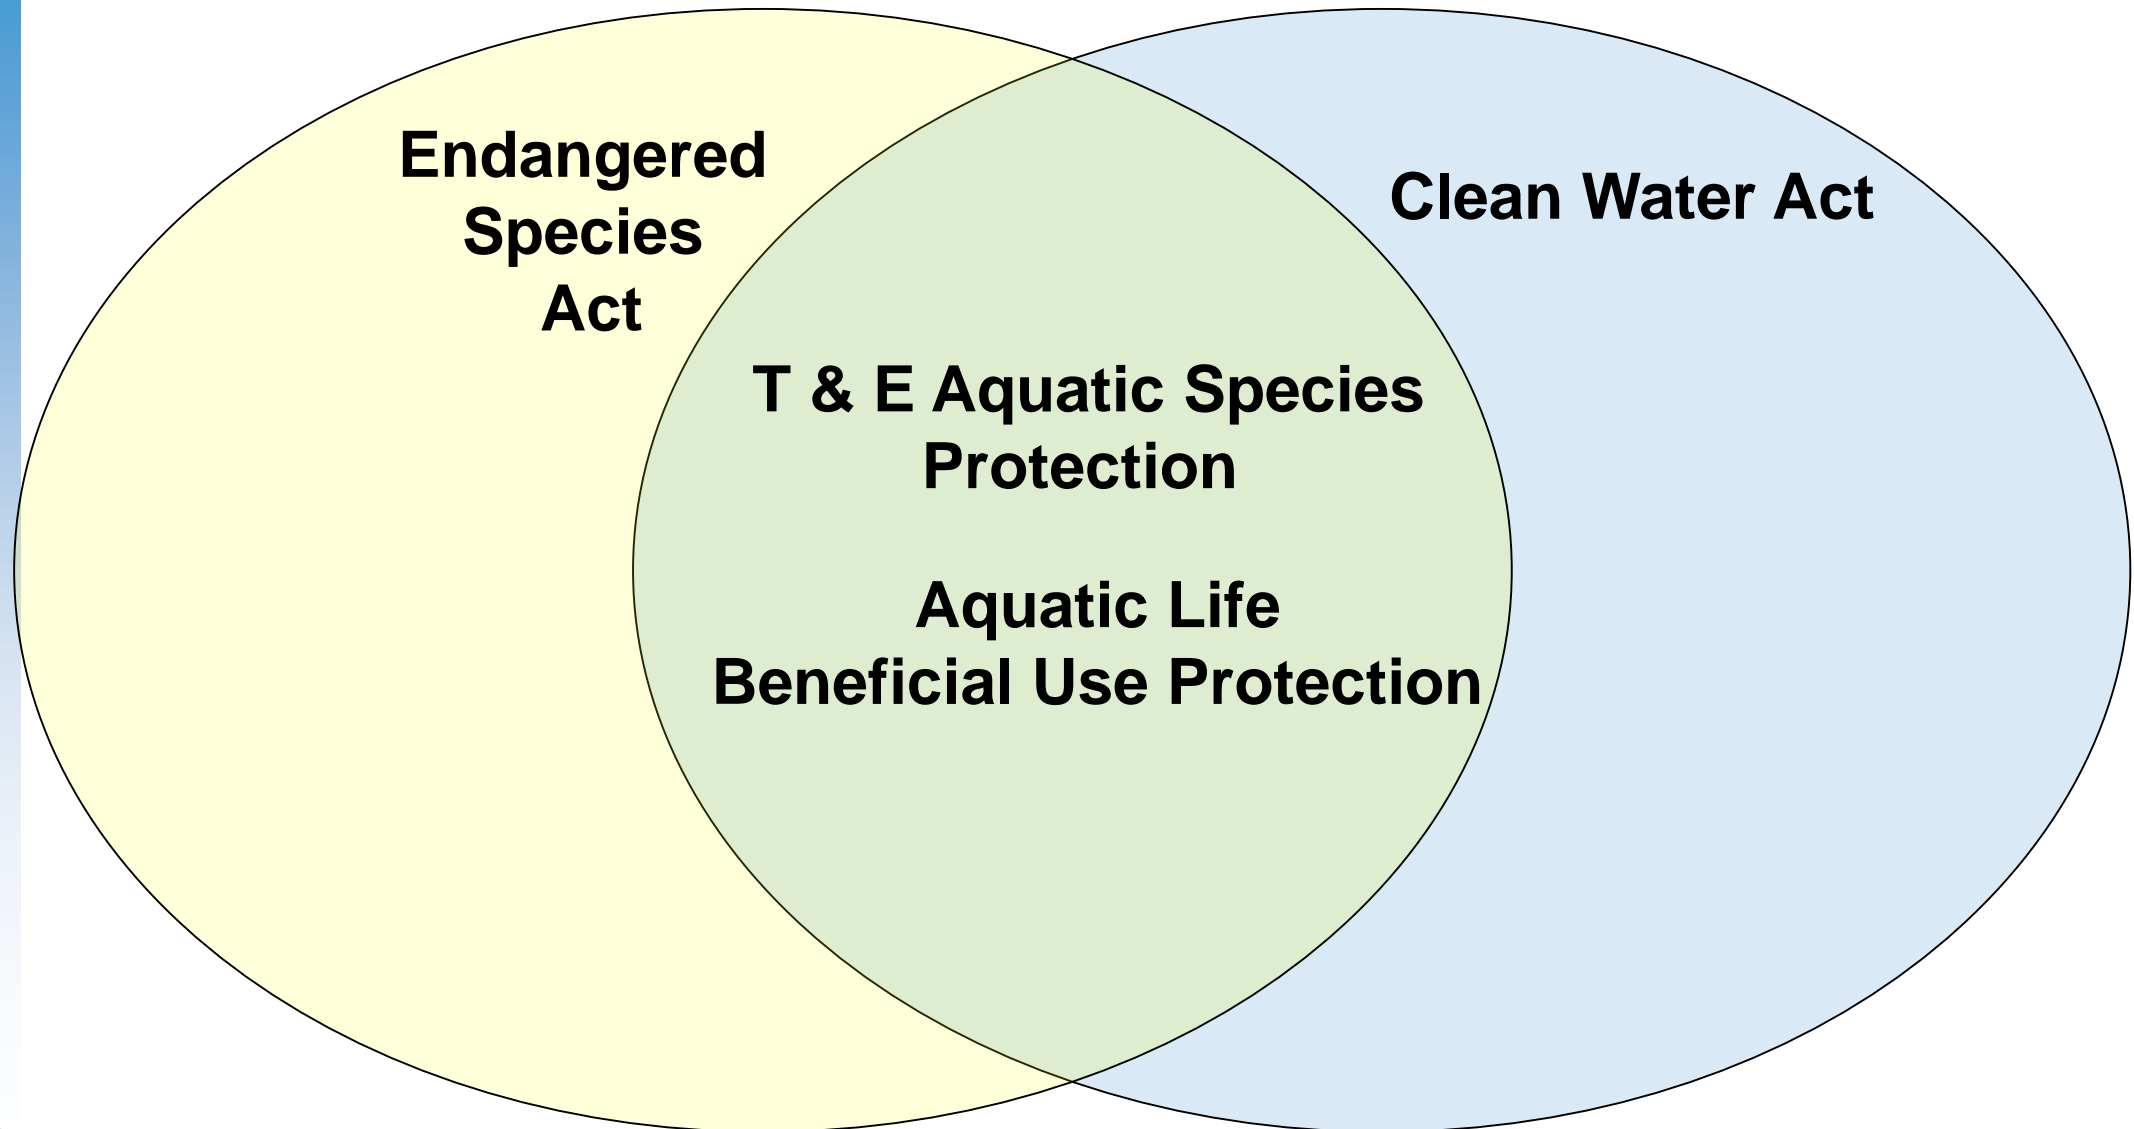 Endangered
Species
Act
Clean Water Act
T & E Aquatic Species
Protection
Aquatic Life
Beneficial Use Protection